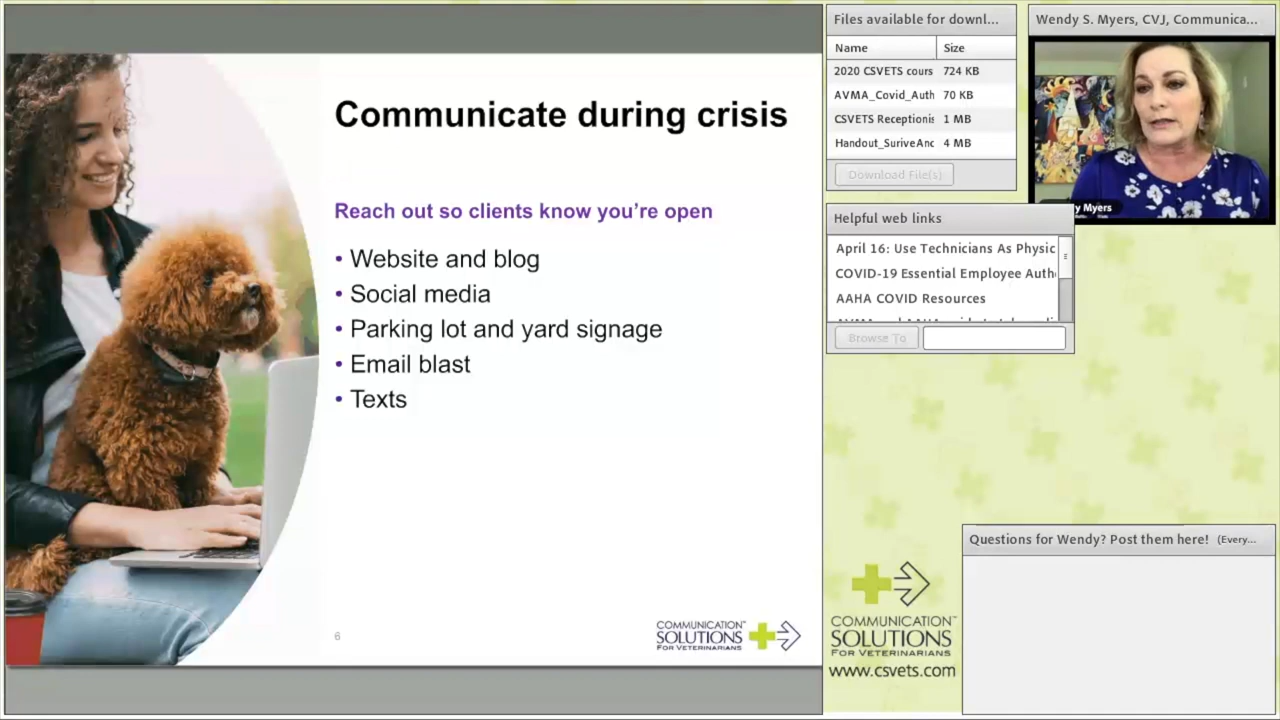 Communicate during crisis
Reach out so clients know you're open
• Website and blog
• Social media
• Parking lot and yard signage
• Email blast
• Texts
6
COMMUNICATION™
SOLUTIONS
FOR VETERINARIANS
Files available for downl...
Name Size
2020 CSVETS cours 724 KB
AVMA_Covid_Auth 70 KB
CSVETS Receptionis 1 MB
Handout_SuriveAnc 4 MB
Download File(s)
Wendy S. Myers, CVJ, Communica...
y Myers
Helpful web links
April 16: Use Technicians As Physic
COVID-19 Essential Employee Auth
AAHA COVID Resources
Browse To
COMMUNICATION™
SOLUTIONS
FOR VETERINARIANS
www.csvets.com
Questions for Wendy? Post them here! (Every...